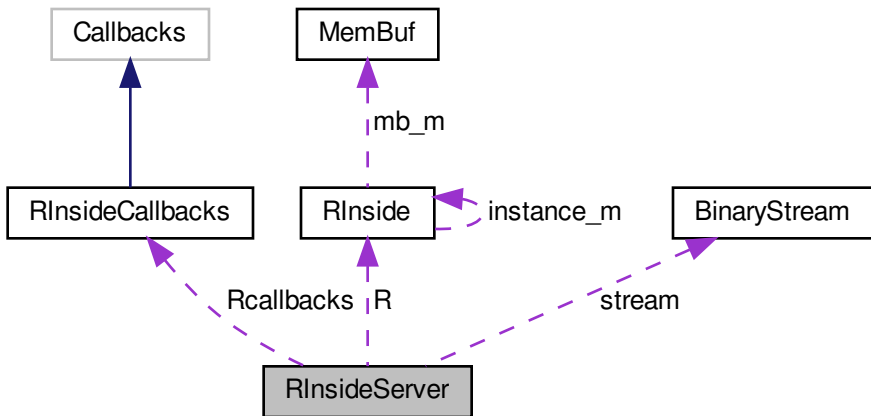 Callbacks
MemBuf
mb_m
RInsideCallbacks
RInside
instance_m
BinaryStream
Rcallbacks
R
stream
RInsideServer